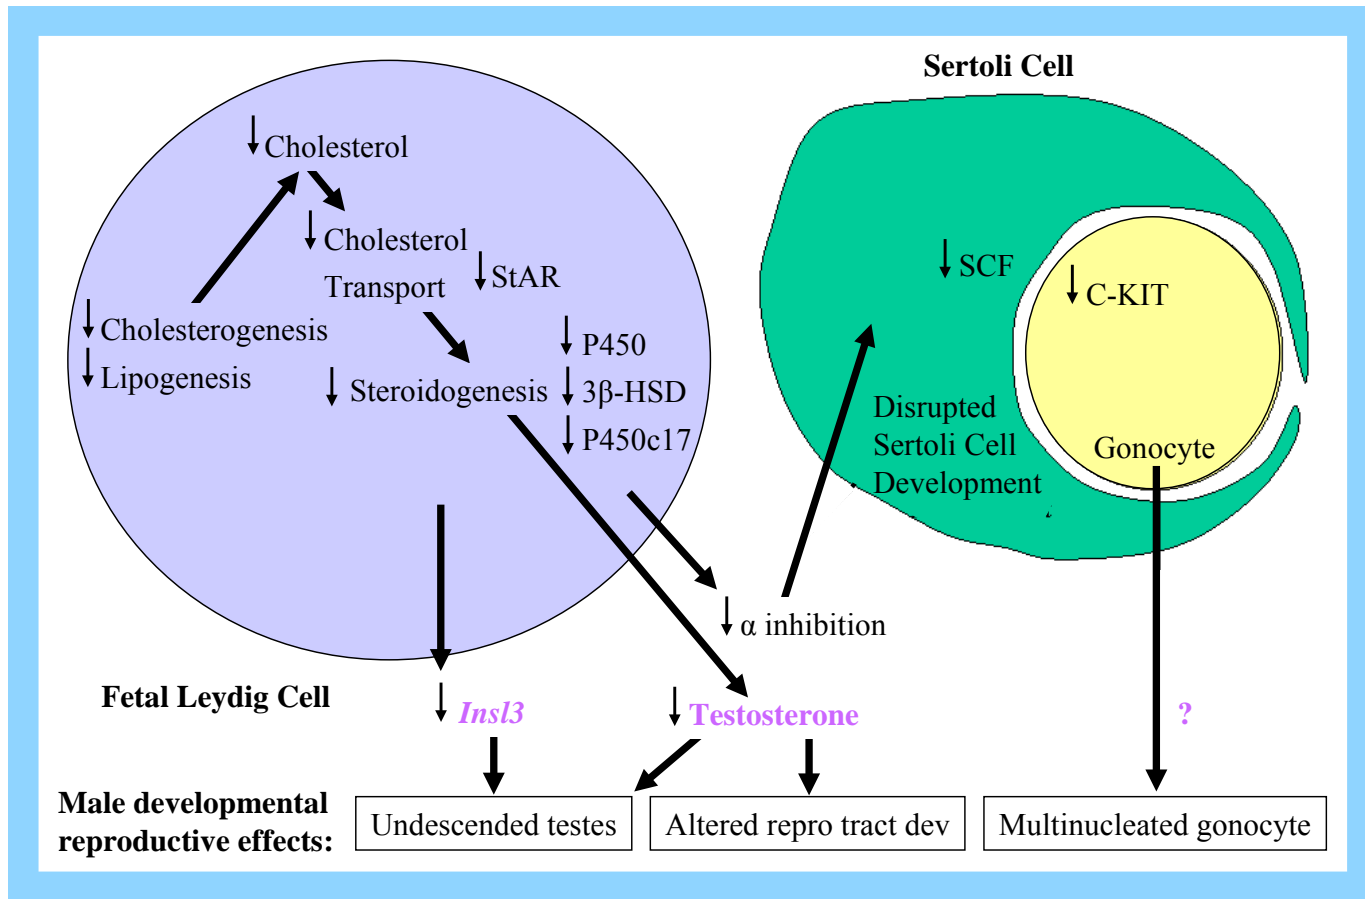 Sertoli Cell
↓ Cholesterol
↓ Cholesterol
Transport
↓ StAR
↓ Cholesterogenesis
↓ Lipogenesis
↓ Steroidogenesis
↓ P450
↓ 3β-HSD
↓ P450c17
↓ SCF
↓ C-KIT
Disrupted
Sertoli Cell
Development
Gonocyte
↓ α inhibition
Fetal Leydig Cell
↓ Insl3
↓ Testosterone
?
Male developmental
reproductive effects:
Undescended testes
Altered repro tract dev
Multinucleated gonocyte